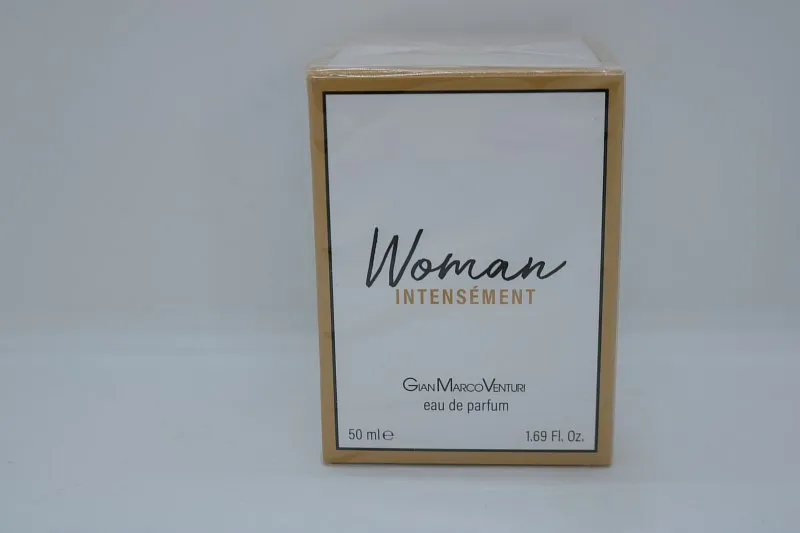 Woman
INTENSÉMENT
GIANMARCOVENTURI
eau de parfum
50 ml ℮ 1.69 Fl. Oz.